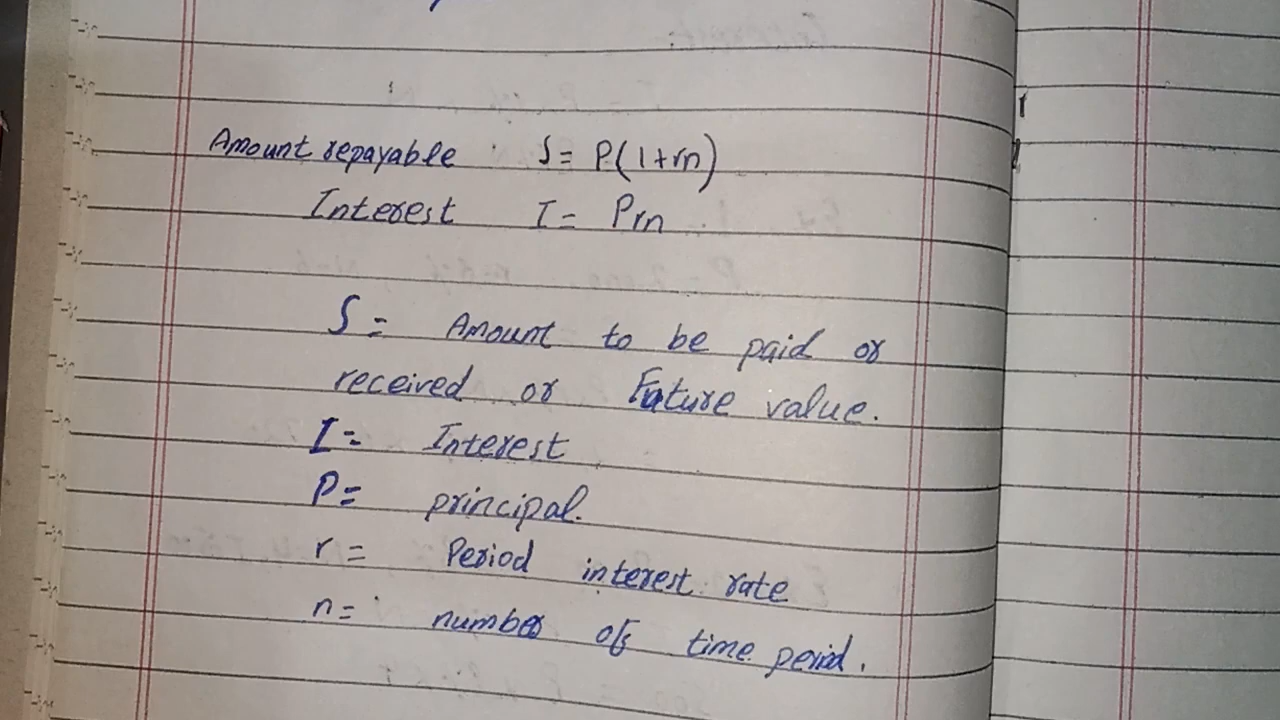 Amount repayable S = P(1+rn)
Interest I = Prn
S = Amount to be paid or
received or Future value.
I = Interest
P = principal.
r = Period interest rate
n = number of time period.